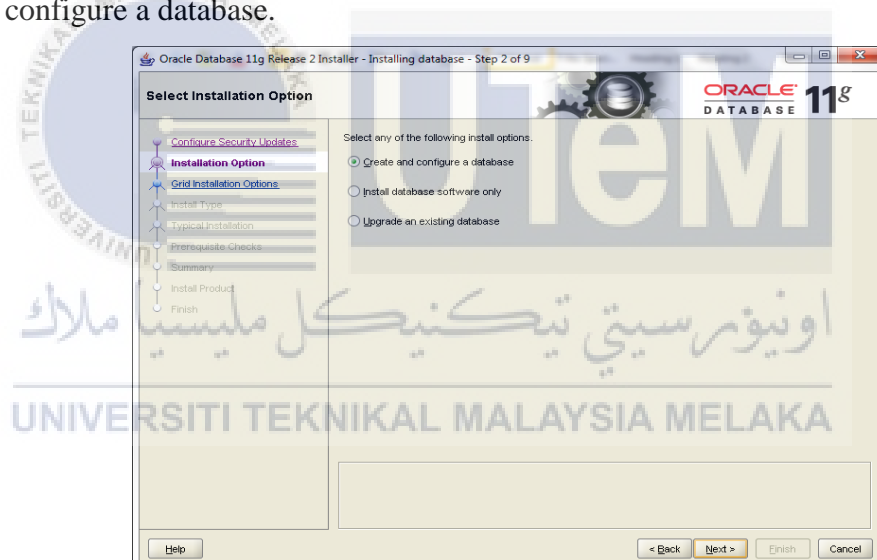 configure a database.
Oracle Database 11g Release 2 Installer - Installing database - Step 2 of 9
Select Installation Option
ORACLE
DATABASE 11g
Configure Security Updates
Installation Option
Grid Installation Options
Install Type
Typical Installation
Prerequisite Checks
Summary
Install Product
Finish
Select any of the following install options.
Create and configure a database
Install database software only
Upgrade an existing database
UTeM
اونيۏرسيتي تيكنيكل مليسيا ملاك
UNIVERSITI TEKNIKAL MALAYSIA MELAKA
Help
< Back
Next >
Finish
Cancel